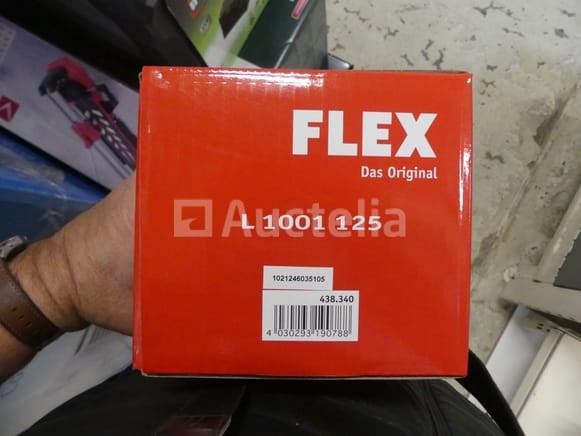 FLEX
Das Original
Auctelia
L 1001 125
1021246035105
438.340
4 030293 190788